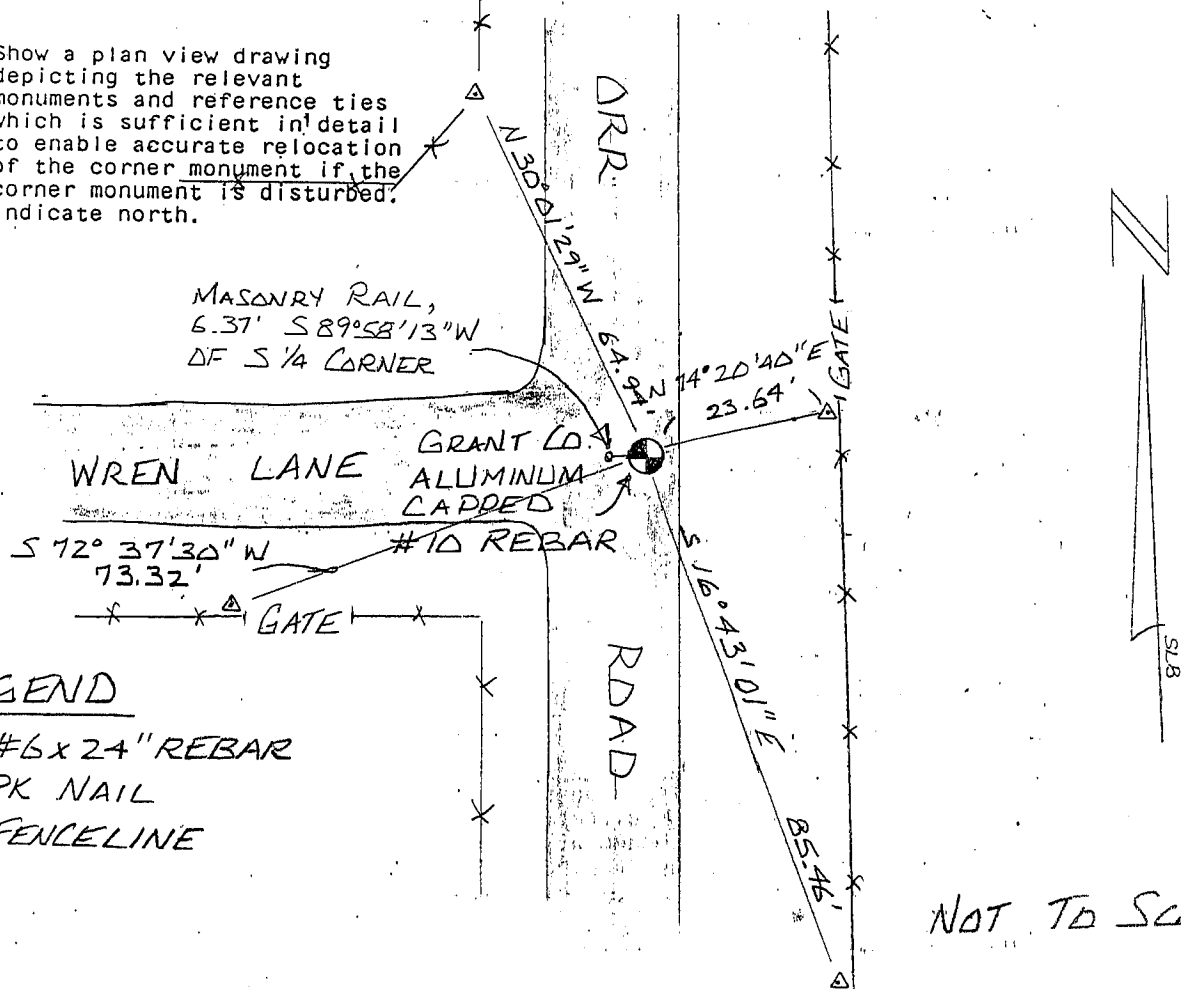 Show a plan view drawing
depicting the relevant
monuments and reference ties
which is sufficient in detail
to enable accurate relocation
of the corner monument if the
corner monument is disturbed.
Indicate north.
ORR
N 30°01'29" W 64.94'
N
MASONRY RAIL,
6.37' S 89°58'13" W
OF S 1/4 CORNER
N 74°20'40" E
23.64'
GATE
WREN LANE
GRANT CO.
ALUMINUM
CAPPED
#10 REBAR
S 72° 37'30" W
73.32'
GATE
S 16°43'01" E
85.46'
ROAD
SLB
GEND
#6 x 24" REBAR
PK NAIL
FENCELINE
NOT TO SC